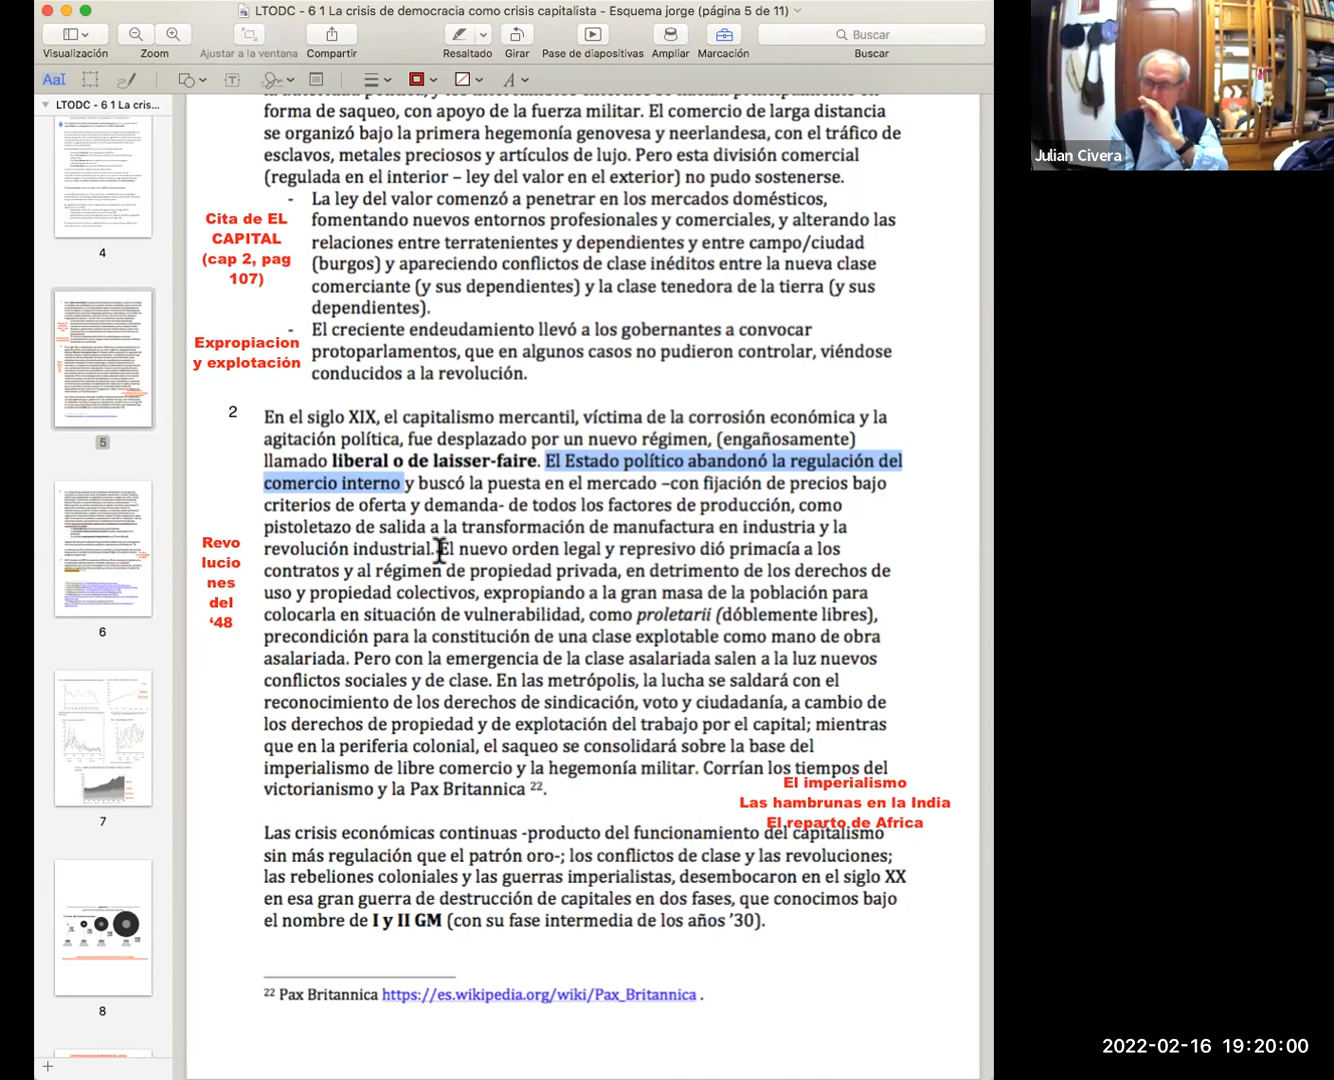 LTODC - 6 1 La crisis de democracia como crisis capitalista - Esquema jorge (página 5 de 11)
Visualización
Zoom
Ajustar a la ventana
Compartir
Resaltado
Girar
Pase de diapositivas
Ampliar
Marcación
Buscar
Buscar
AaI
LTODC - 6 1 La cris...
4
5
6
7
8
forma de saqueo, con apoyo de la fuerza militar. El comercio de larga distancia
se organizó bajo la primera hegemonía genovesa y neerlandesa, con el tráfico de
esclavos, metales preciosos y artículos de lujo. Pero esta división comercial
(regulada en el interior – ley del valor en el exterior) no pudo sostenerse.
- La ley del valor comenzó a penetrar en los mercados domésticos,
fomentando nuevos entornos profesionales y comerciales, y alterando las
relaciones entre terratenientes y dependientes y entre campo/ciudad
(burgos) y apareciendo conflictos de clase inéditos entre la nueva clase
comerciante (y sus dependientes) y la clase tenedora de la tierra (y sus
dependientes).
- El creciente endeudamiento llevó a los gobernantes a convocar
protoparlamentos, que en algunos casos no pudieron controlar, viéndose
conducidos a la revolución.
Cita de EL
CAPITAL
(cap 2, pag
107)
Expropiacion
y explotación
2
En el siglo XIX, el capitalismo mercantil, víctima de la corrosión económica y la
agitación política, fue desplazado por un nuevo régimen, (engañosamente)
llamado liberal o de laisser-faire. El Estado político abandonó la regulación del
comercio interno y buscó la puesta en el mercado –con fijación de precios bajo
criterios de oferta y demanda- de todos los factores de producción, como
pistoletazo de salida a la transformación de manufactura en industria y la
revolución industrial. El nuevo orden legal y represivo dió primacía a los
contratos y al régimen de propiedad privada, en detrimento de los derechos de
uso y propiedad colectivos, expropiando a la gran masa de la población para
colocarla en situación de vulnerabilidad, como proletarii (dóblemente libres),
precondición para la constitución de una clase explotable como mano de obra
asalariada. Pero con la emergencia de la clase asalariada salen a la luz nuevos
conflictos sociales y de clase. En las metrópolis, la lucha se saldará con el
reconocimiento de los derechos de sindicación, voto y ciudadanía, a cambio de
los derechos de propiedad y de explotación del trabajo por el capital; mientras
que en la periferia colonial, el saqueo se consolidará sobre la base del
imperialismo de libre comercio y la hegemonía militar. Corrían los tiempos del
victorianismo y la Pax Britannica 22.
Revo
lucio
nes
del
‘48
El imperialismo
Las hambrunas en la India
El reparto de Africa
Las crisis económicas continuas -producto del funcionamiento del capitalismo
sin más regulación que el patrón oro-; los conflictos de clase y las revoluciones;
las rebeliones coloniales y las guerras imperialistas, desembocaron en el siglo XX
en esa gran guerra de destrucción de capitales en dos fases, que conocimos bajo
el nombre de I y II GM (con su fase intermedia de los años ’30).
22 Pax Britannica https://es.wikipedia.org/wiki/Pax_Britannica .
Julian Civera
2022-02-16 19:20:00